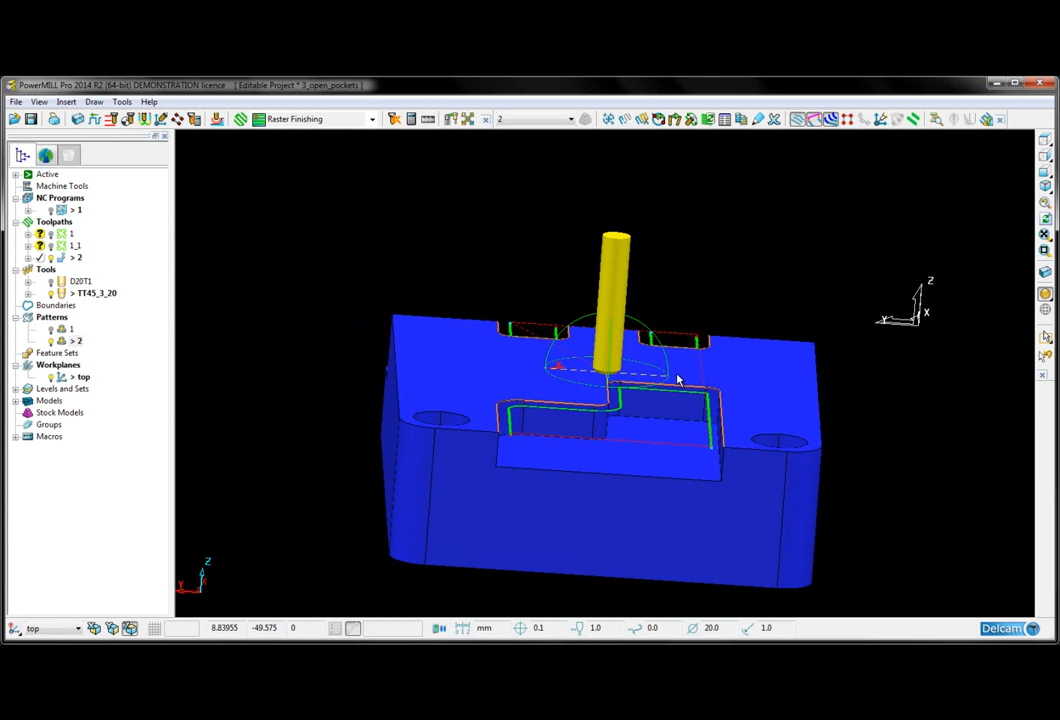 PowerMILL Pro 2014 R2 (64-bit) DEMONSTRATION licence [ Editable Project * 3_open_pockets ]
File View Insert Draw Tools Help
Raster Finishing
2
Active
Machine Tools
NC Programs
> 1
Toolpaths
1
1_1
> 2
Tools
D20T1
> TT45_3_20
Boundaries
Patterns
1
> 2
Feature Sets
Workplanes
> top
Levels and Sets
Models
Stock Models
Groups
Macros
Z
X
Y
Z
Y
top
8.83955 -49.575 0
mm
0.1
1.0
0.0
20.0
1.0
Delcam